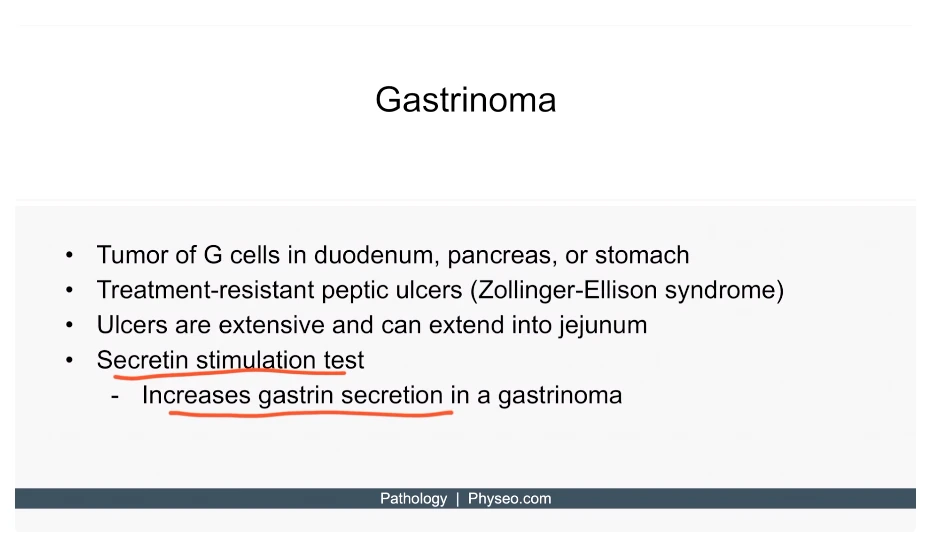 Gastrinoma
• Tumor of G cells in duodenum, pancreas, or stomach
• Treatment-resistant peptic ulcers (Zollinger-Ellison syndrome)
• Ulcers are extensive and can extend into jejunum
• Secretin stimulation test
- Increases gastrin secretion in a gastrinoma
Pathology | Physeo.com